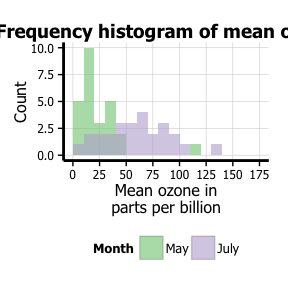 Frequency histogram of mean o
10.0
7.5
5.0
2.5
0.0
Count
0 25 50 75 100 125 150 175
Mean ozone in
parts per billion
Month May July